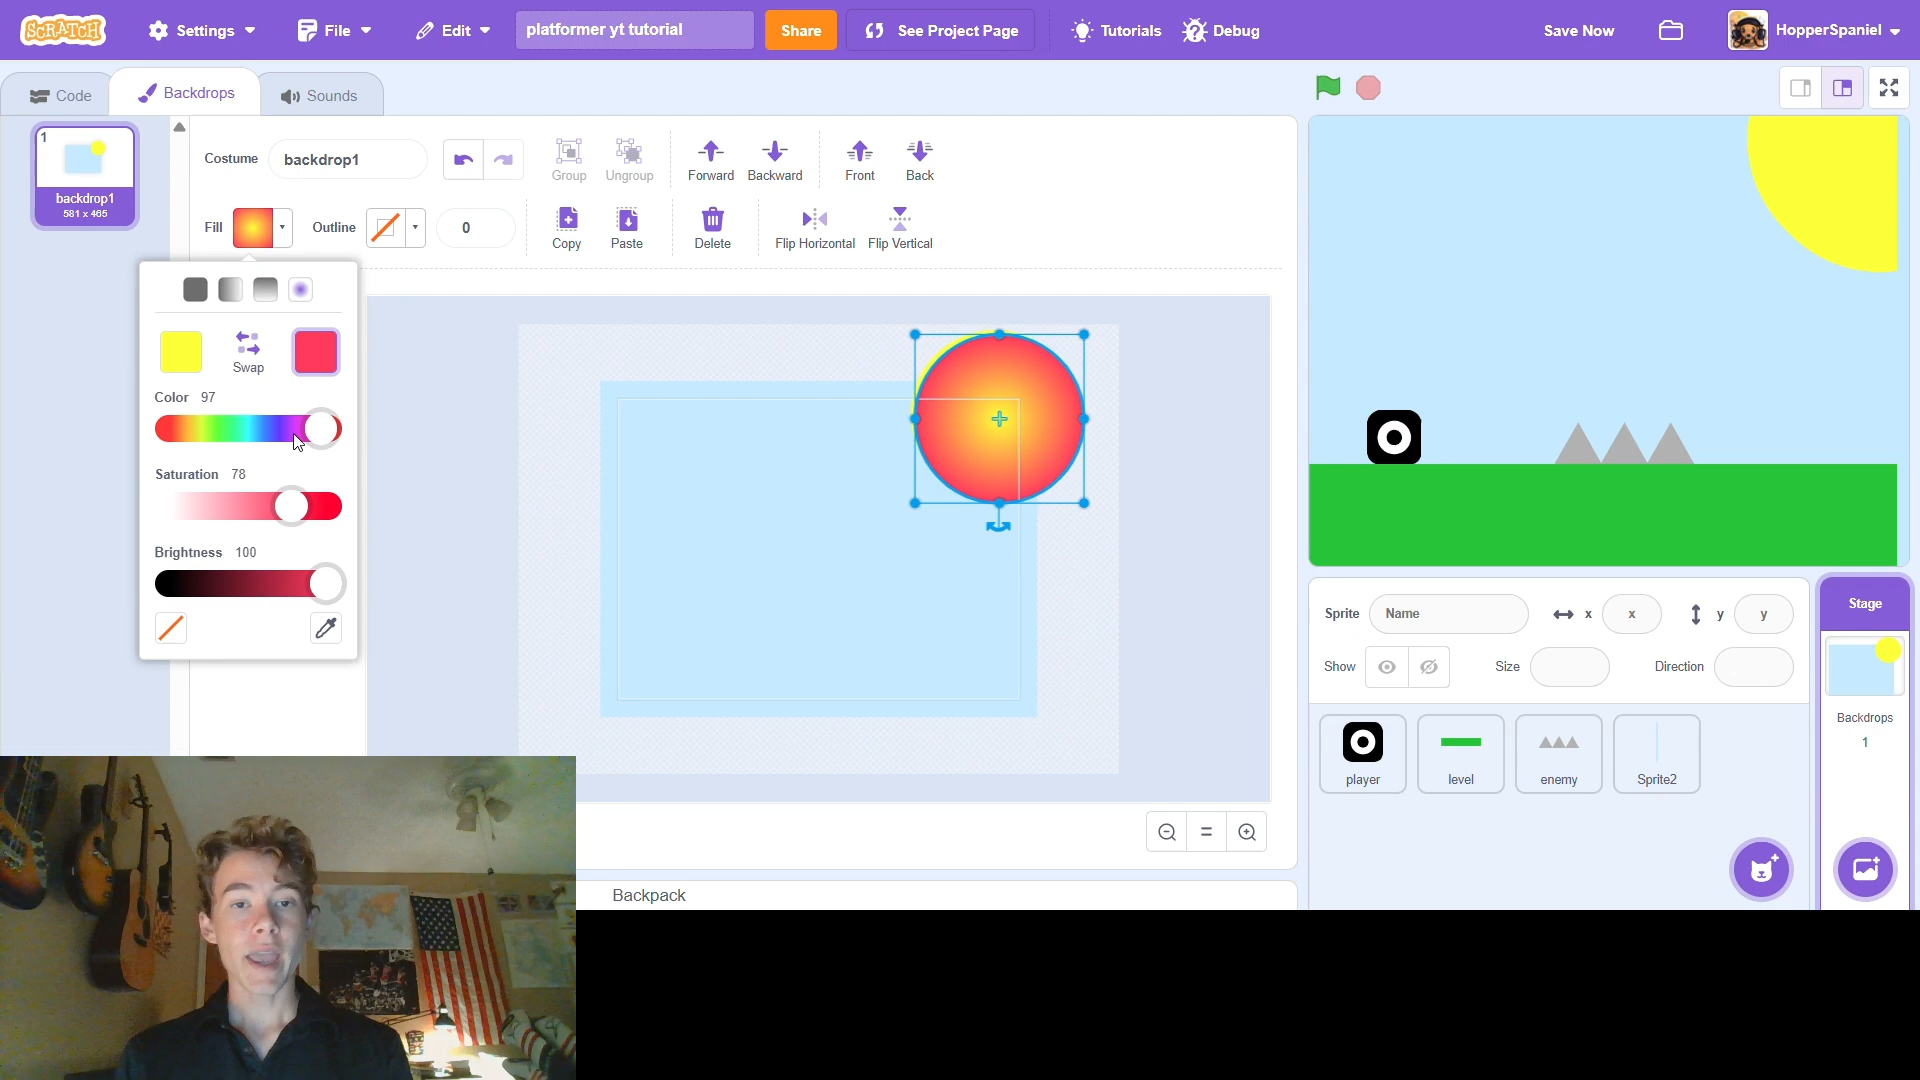 SCRATCH Settings File Edit platformer yt tutorial Share See Project Page Tutorials Debug Save Now HopperSpaniel
Code Backdrops Sounds
1
backdrop1
581 x 465
Costume backdrop1 Group Ungroup Forward Backward Front Back
Fill Outline 0 Copy Paste Delete Flip Horizontal Flip Vertical
Swap
Color 97
Saturation 78
Brightness 100
Sprite Name x x y y
Show Size Direction
player level enemy Sprite2
Stage
Backdrops
1
Backpack